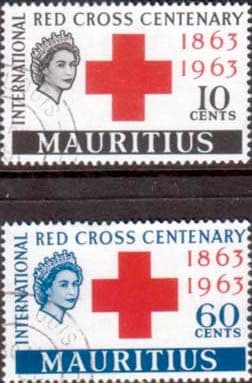 INTERNATIONAL
RED CROSS CENTENARY
1863
1963
10
CENTS
MAURITIUS
INTERNATIONAL
RED CROSS CENTENARY
1863
1963
60
CENTS
MAURITIUS